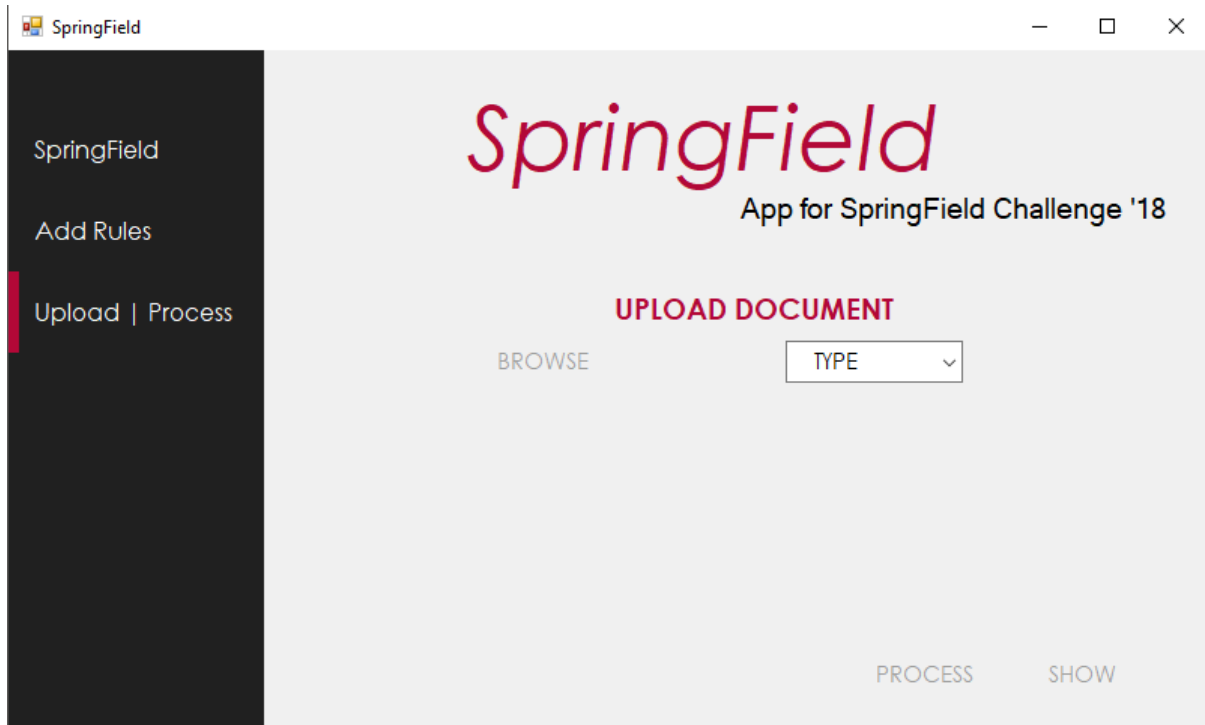 SpringField
SpringField
Add Rules
Upload | Process
SpringField
App for SpringField Challenge '18
UPLOAD DOCUMENT
BROWSE
TYPE
PROCESS
SHOW